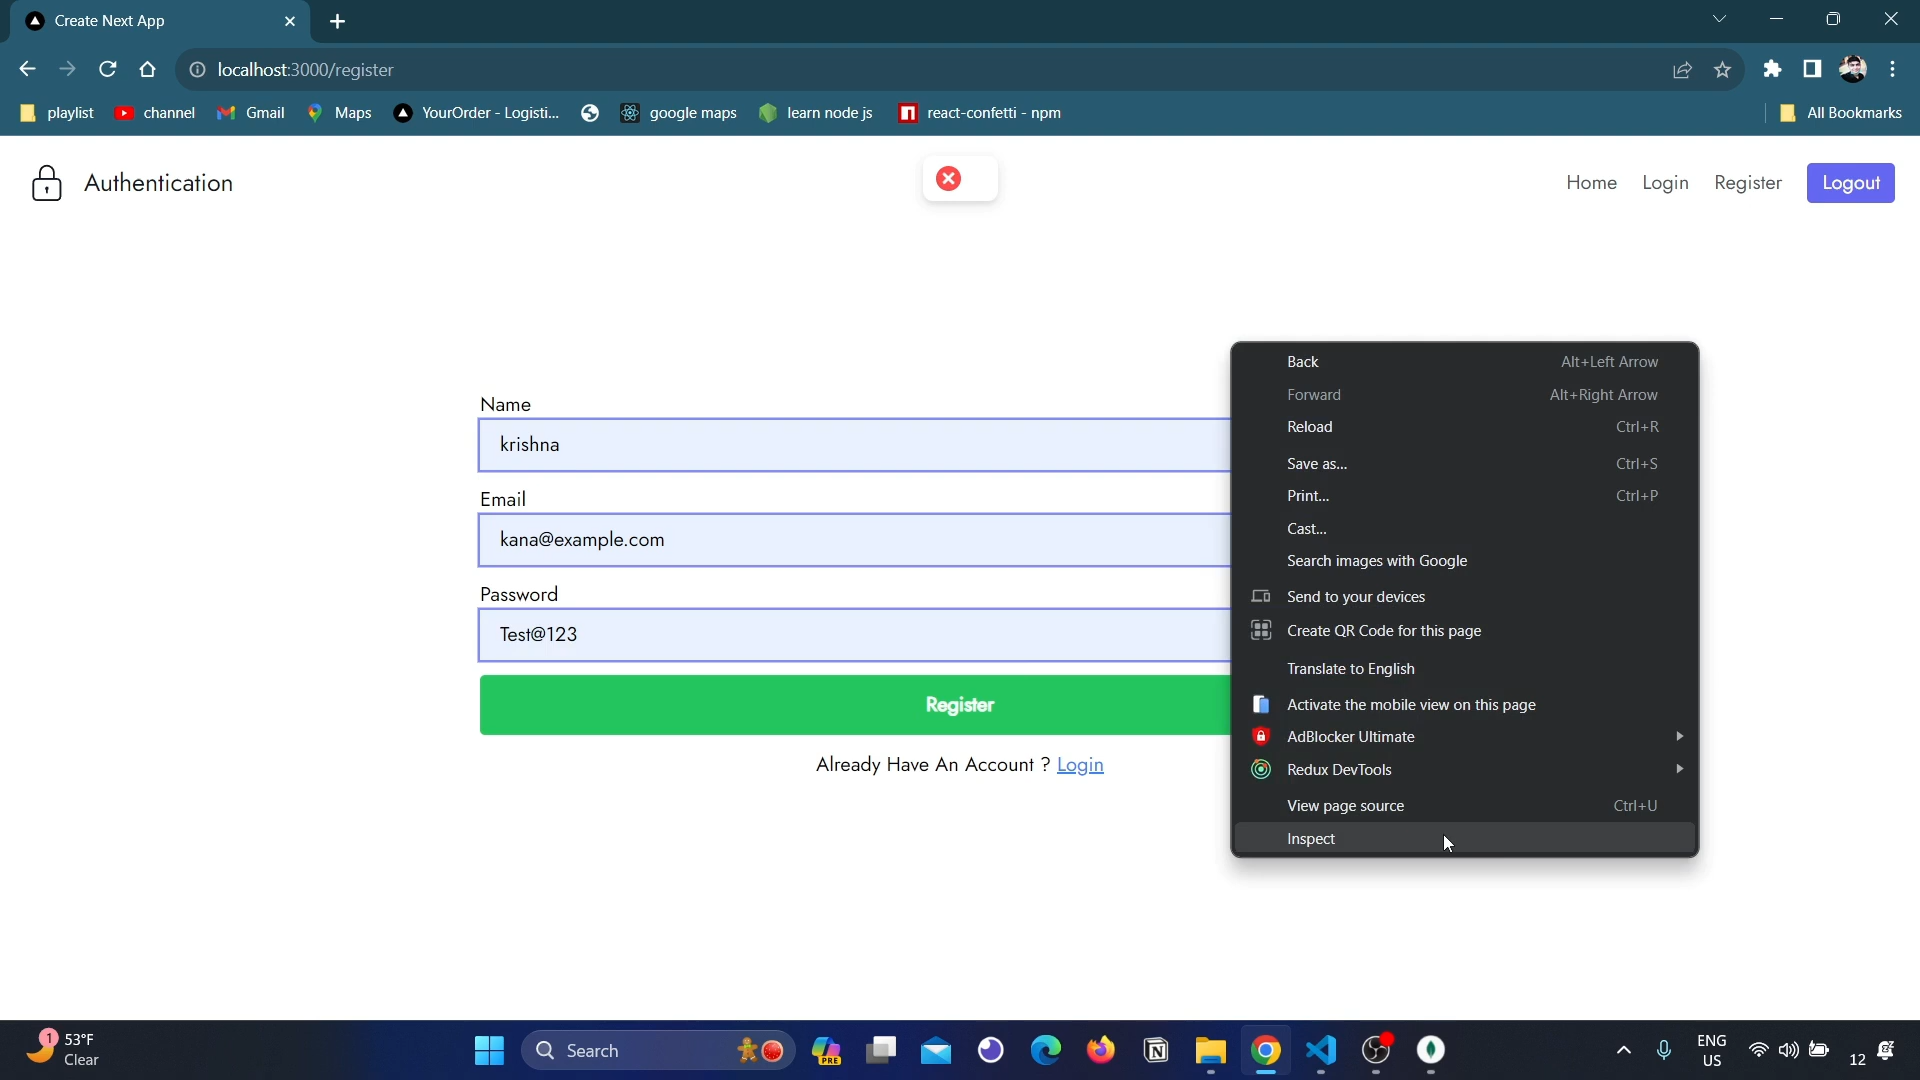 Create Next App
localhost:3000/register
playlist channel Gmail Maps YourOrder - Logisti... google maps learn node js react-confetti - npm All Bookmarks
Authentication Home Login Register Logout
Name
krishna
Email
kana@example.com
Password
Test@123
Register
Already Have An Account ? Login
Back Alt+Left Arrow
Forward Alt+Right Arrow
Reload Ctrl+R
Save as... Ctrl+S
Print... Ctrl+P
Cast...
Search images with Google
Send to your devices
Create QR Code for this page
Translate to English
Activate the mobile view on this page
AdBlocker Ultimate
Redux DevTools
View page source Ctrl+U
Inspect
1 53°F
Clear
Search
PRE
ENG
US
12